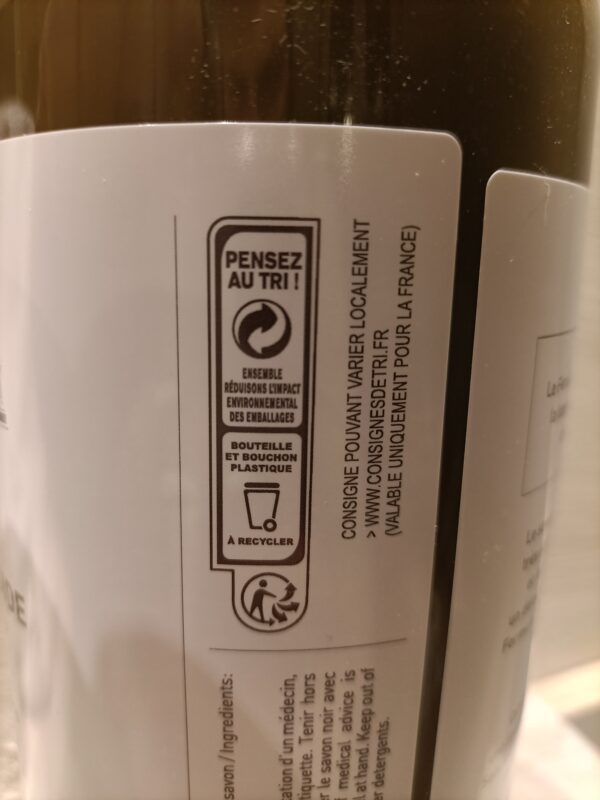 PENSEZ
AU TRI !
ENSEMBLE
RÉDUISONS L'IMPACT
ENVIRONNEMENTAL
DES EMBALLAGES
BOUTEILLE
ET BOUCHON
PLASTIQUE
À RECYCLER
CONSIGNE POUVANT VARIER LOCALEMENT
> WWW.CONSIGNESDETRI.FR
(VALABLE UNIQUEMENT POUR LA FRANCE)
savon / Ingredients:
d'un médecin,
Tenir hors
le savon noir avec
medical advice is
at hand. Keep out of
detergents.